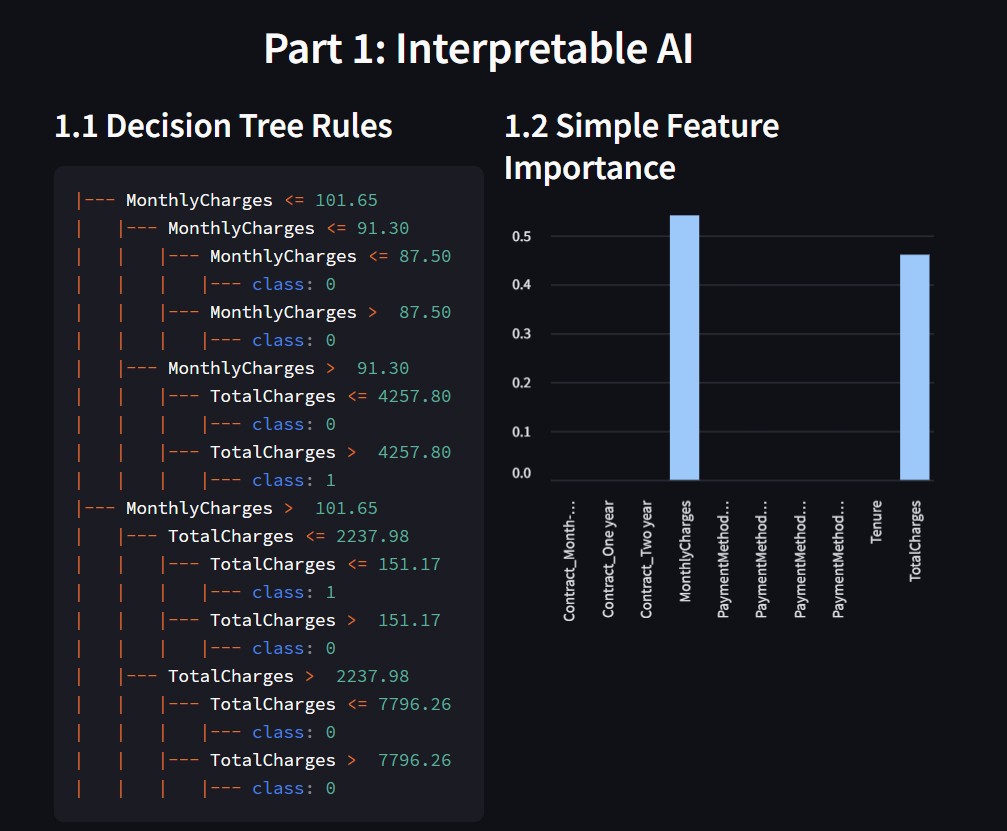 Part 1: Interpretable AI
1.1 Decision Tree Rules
|--- MonthlyCharges <= 101.65
|   |--- MonthlyCharges <= 91.30
|   |   |--- MonthlyCharges <= 87.50
|   |   |   |--- class: 0
|   |   |--- MonthlyCharges >  87.50
|   |   |   |--- class: 0
|   |--- MonthlyCharges >  91.30
|   |   |--- TotalCharges <= 4257.80
|   |   |   |--- class: 0
|   |   |--- TotalCharges >  4257.80
|   |   |   |--- class: 1
|--- MonthlyCharges >  101.65
|   |--- TotalCharges <= 2237.98
|   |   |--- TotalCharges <= 151.17
|   |   |   |--- class: 1
|   |   |--- TotalCharges >  151.17
|   |   |   |--- class: 0
|   |--- TotalCharges >  2237.98
|   |   |--- TotalCharges <= 7796.26
|   |   |   |--- class: 0
|   |   |--- TotalCharges >  7796.26
|   |   |   |--- class: 0
1.2 Simple Feature
Importance
0.5
0.4
0.3
0.2
0.1
0.0
Contract_Month-…
Contract_One year
Contract_Two year
MonthlyCharges
PaymentMethod…
PaymentMethod…
PaymentMethod…
PaymentMethod…
Tenure
TotalCharges